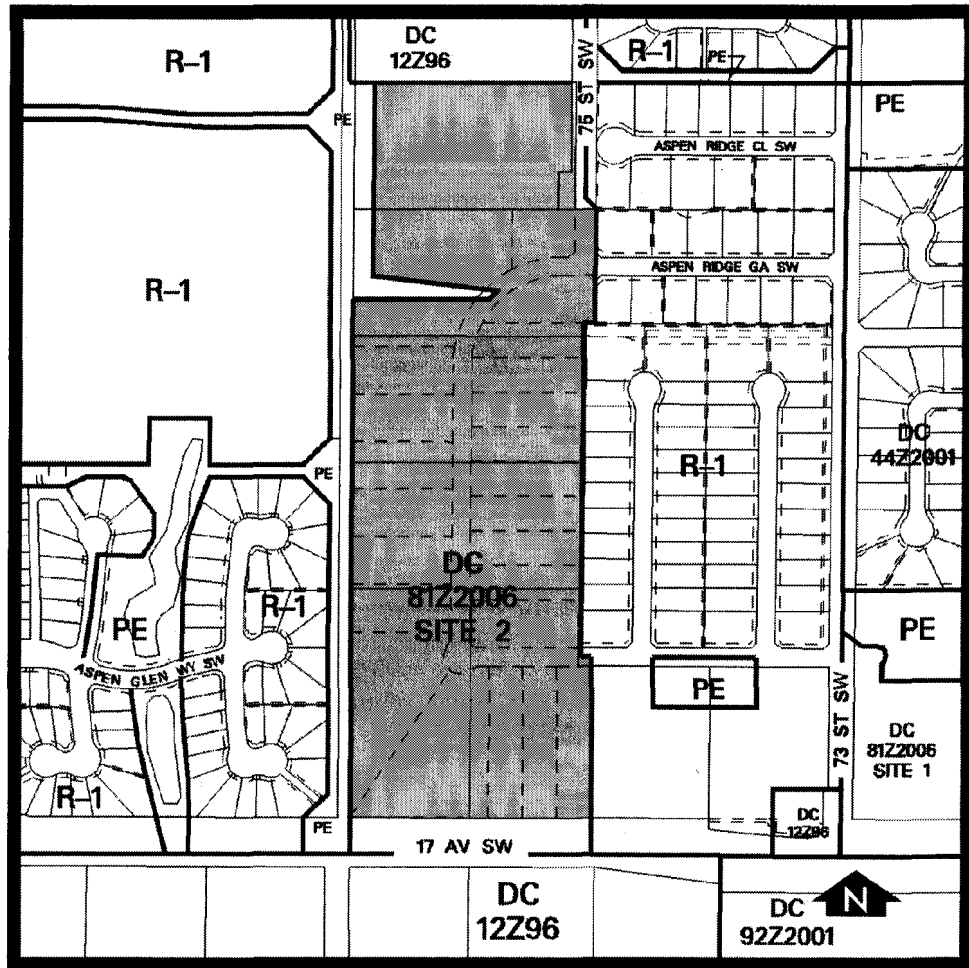 R-1
DC
12Z96
R-1
PE
75 ST SW
PE
PE
ASPEN RIDGE CL SW
R-1
ASPEN RIDGE GA SW
DC
44Z2001
R-1
PE
DC
81Z2006
SITE 2
R-1
PE
PE
ASPEN GLEN WY SW
PE
73 ST SW
DC
81Z2006
SITE 1
R-1
PE
DC
12Z96
17 AV SW
DC
12Z96
DC
92Z2001
N